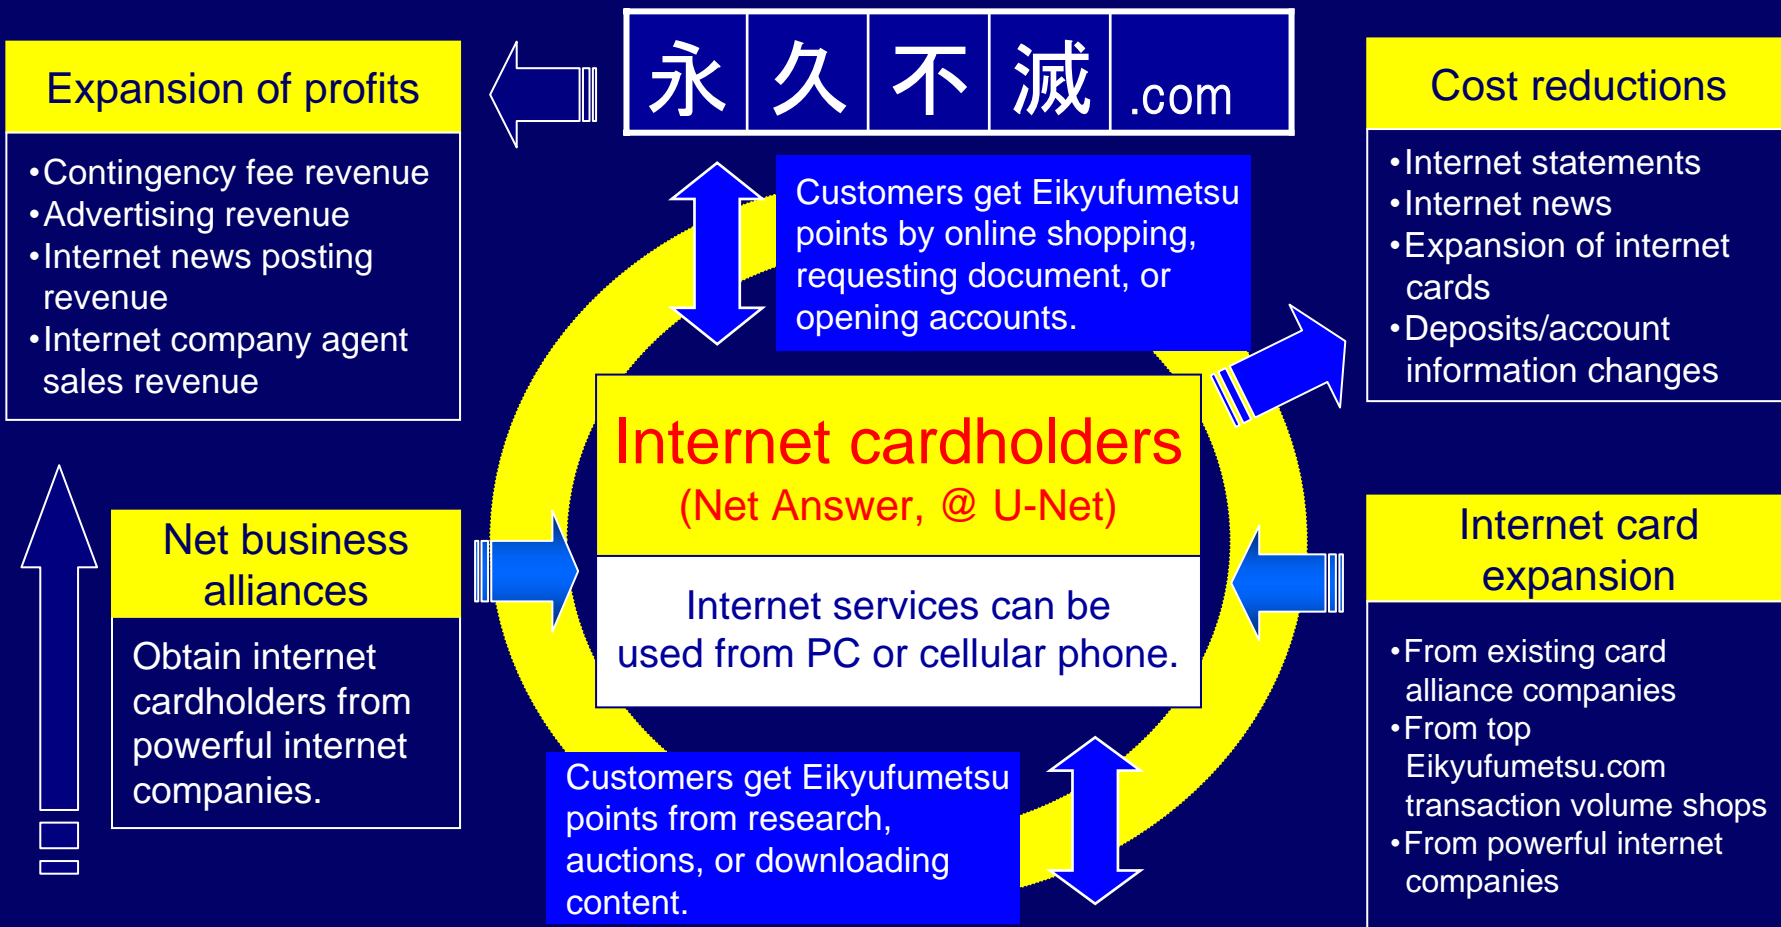 永久不滅.com
Expansion of profits
•Contingency fee revenue
•Advertising revenue
•Internet news posting
revenue
•Internet company agent
sales revenue
Customers get Eikyufumetsu
points by online shopping,
requesting document, or
opening accounts.
Cost reductions
•Internet statements
•Internet news
•Expansion of internet
cards
•Deposits/account
information changes
Internet cardholders
(Net Answer, @ U-Net)
Internet services can be
used from PC or cellular phone.
Net business
alliances
Obtain internet
cardholders from
powerful internet
companies.
Internet card
expansion
•From existing card
alliance companies
•From top
Eikyufumetsu.com
transaction volume shops
•From powerful internet
companies
Customers get Eikyufumetsu
points from research,
auctions, or downloading
content.